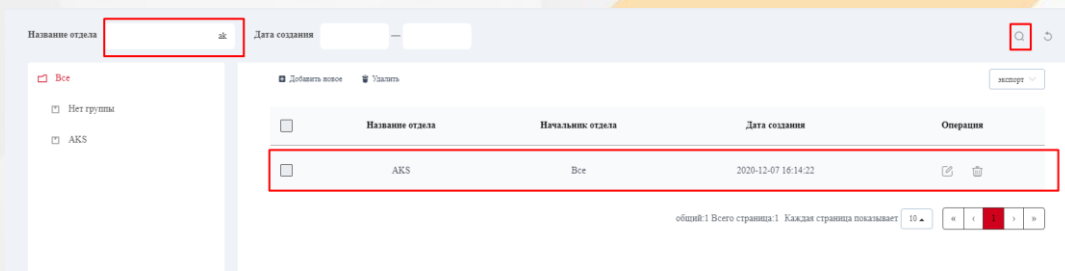 Название отдела ak Дата создания —
Все
Добавить новое Удалить экспорт
Нет группы
Название отдела Начальник отдела Дата создания Операция
AKS
AKS Все 2020-12-07 16:14:22
общий:1 Всего страница:1 Каждая страница показывает 10 « ‹ 1 › »